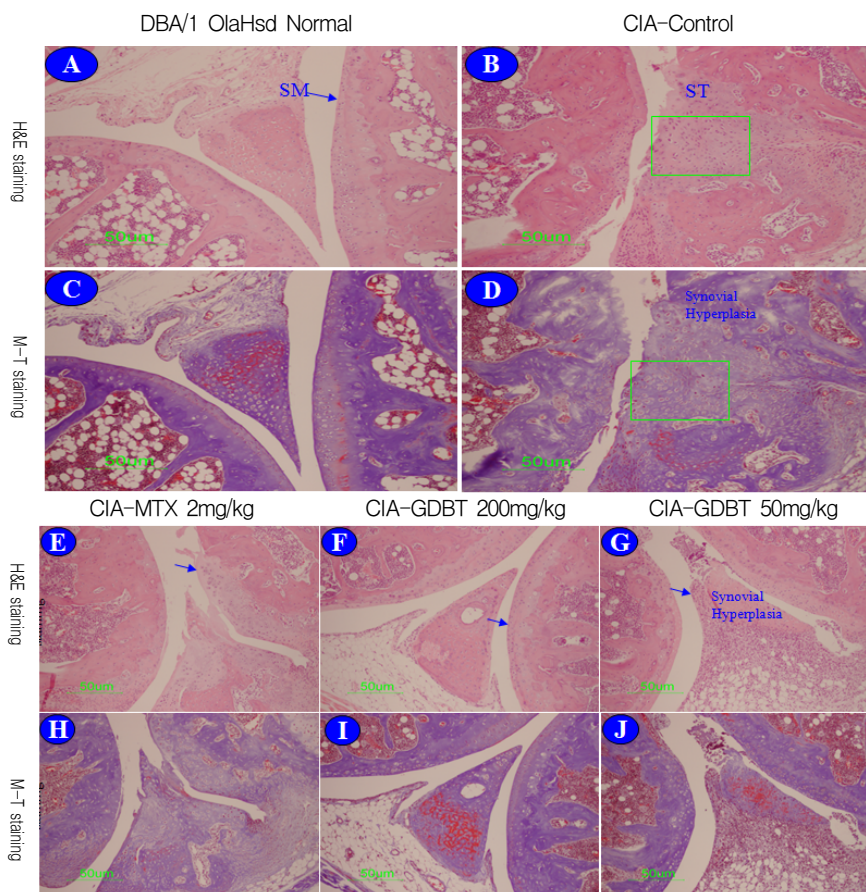 DBA/1 OlaHsd Normal
CIA-Control
H&E staining
A
SM
50um
B
ST
50um
M-T staining
C
50um
D
Synovial
Hyperplasia
50um
CIA-MTX 2mg/kg
CIA-GDBT 200mg/kg
CIA-GDBT 50mg/kg
H&E staining
E
50um
F
50um
G
Synovial
Hyperplasia
50um
M-T staining
H
50um
I
50um
J
50um